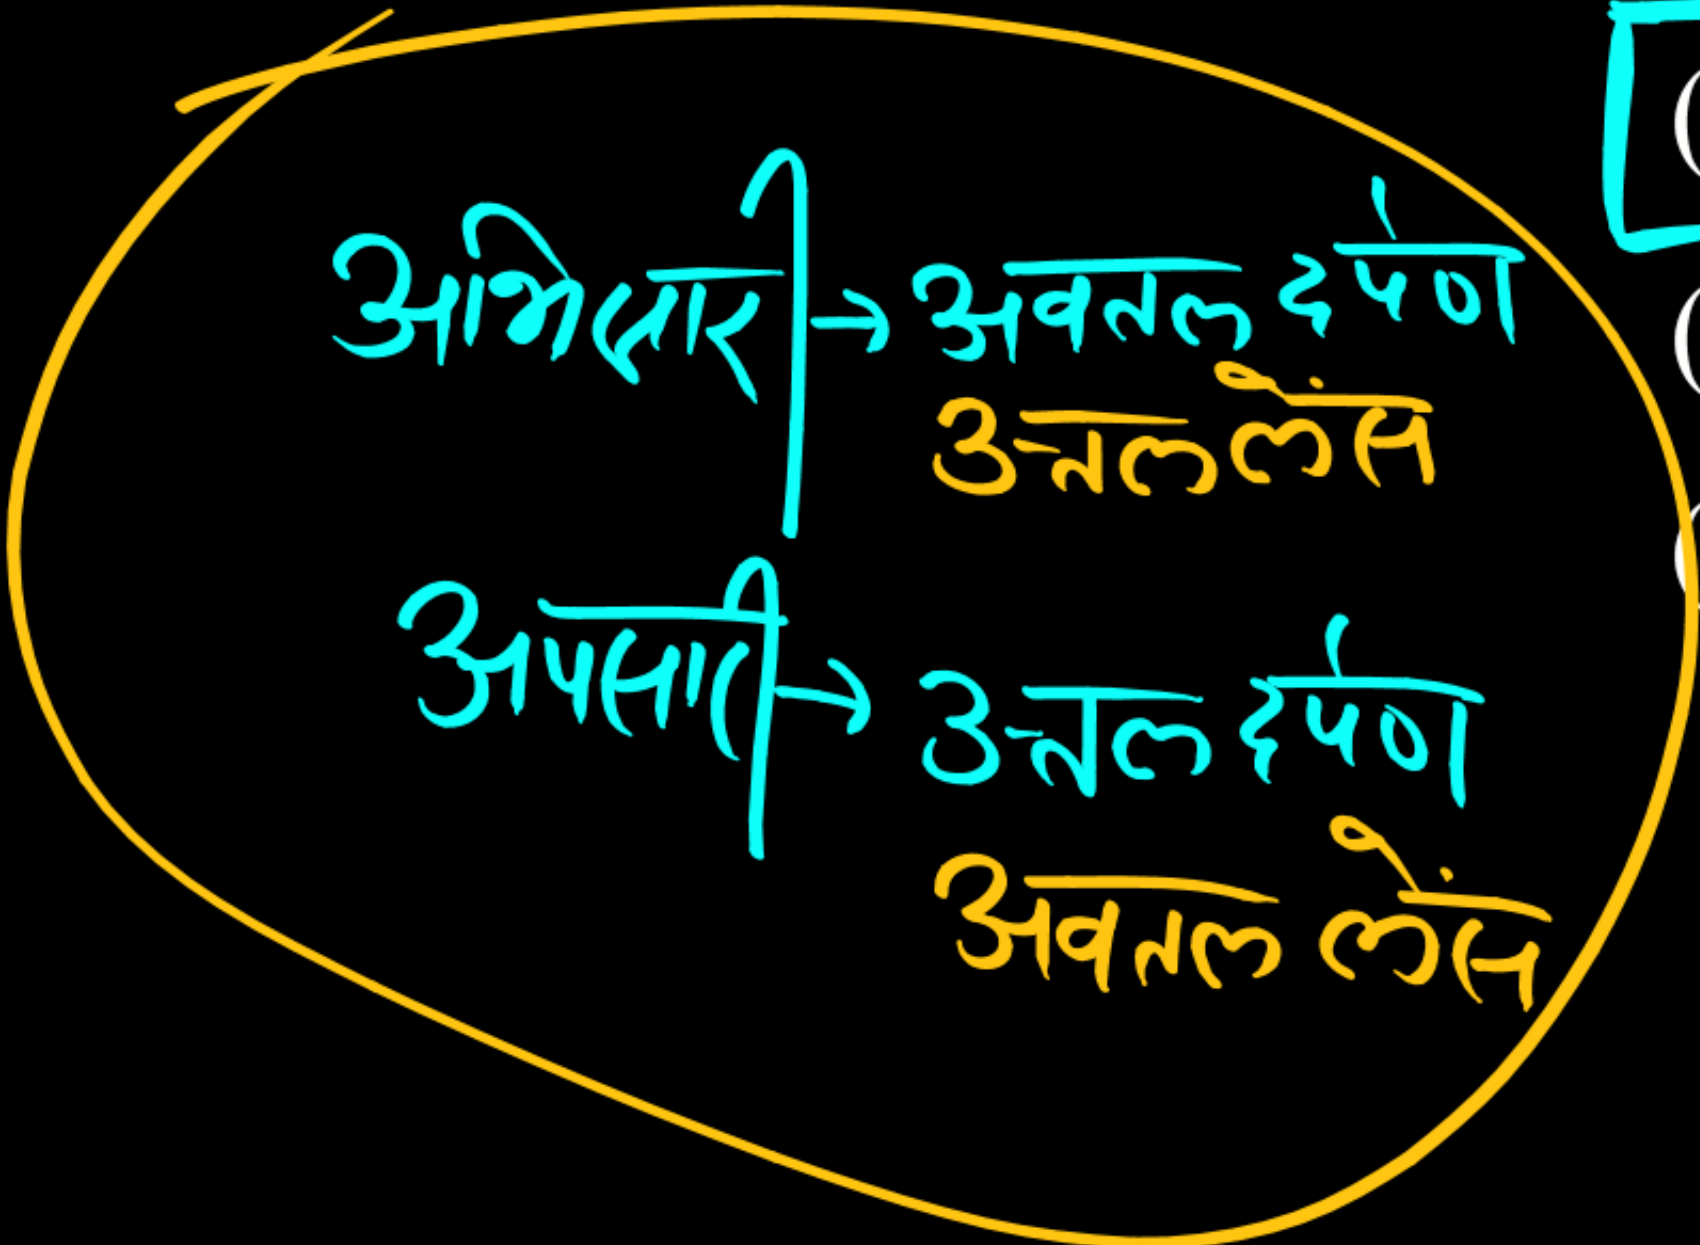 अभिसारी → अवतल दर्पण
उत्तल लेंस
अपसारी → उत्तल दर्पण
अवतल लेंस